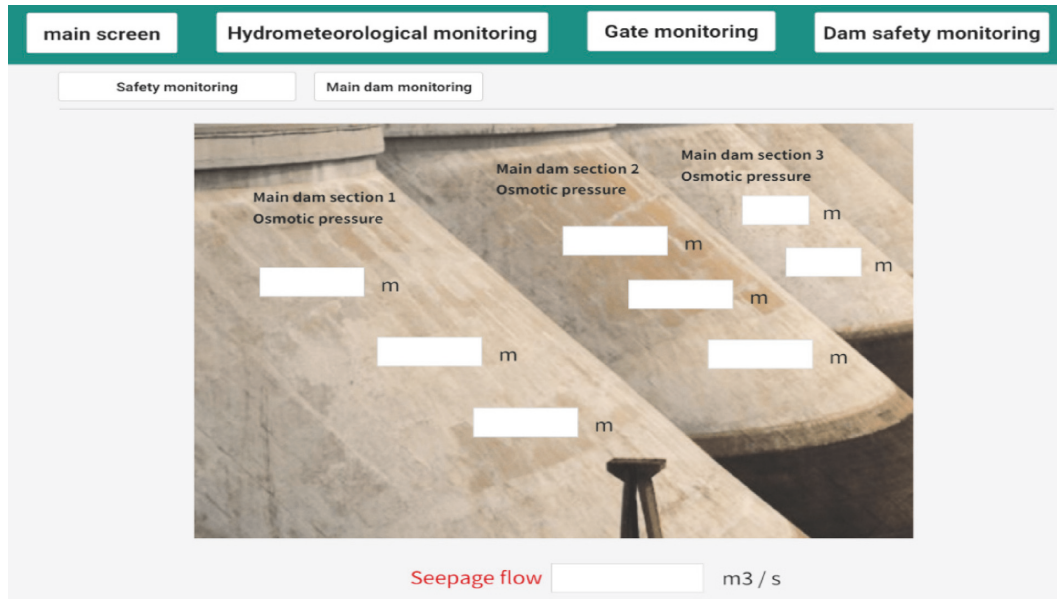 main screen
Hydrometeorological monitoring
Gate monitoring
Dam safety monitoring
Safety monitoring
Main dam monitoring
Main dam section 1
Osmotic pressure
m
m
m
Main dam section 2
Osmotic pressure
m
m
m
Main dam section 3
Osmotic pressure
m
m
Seepage flow
m3 / s